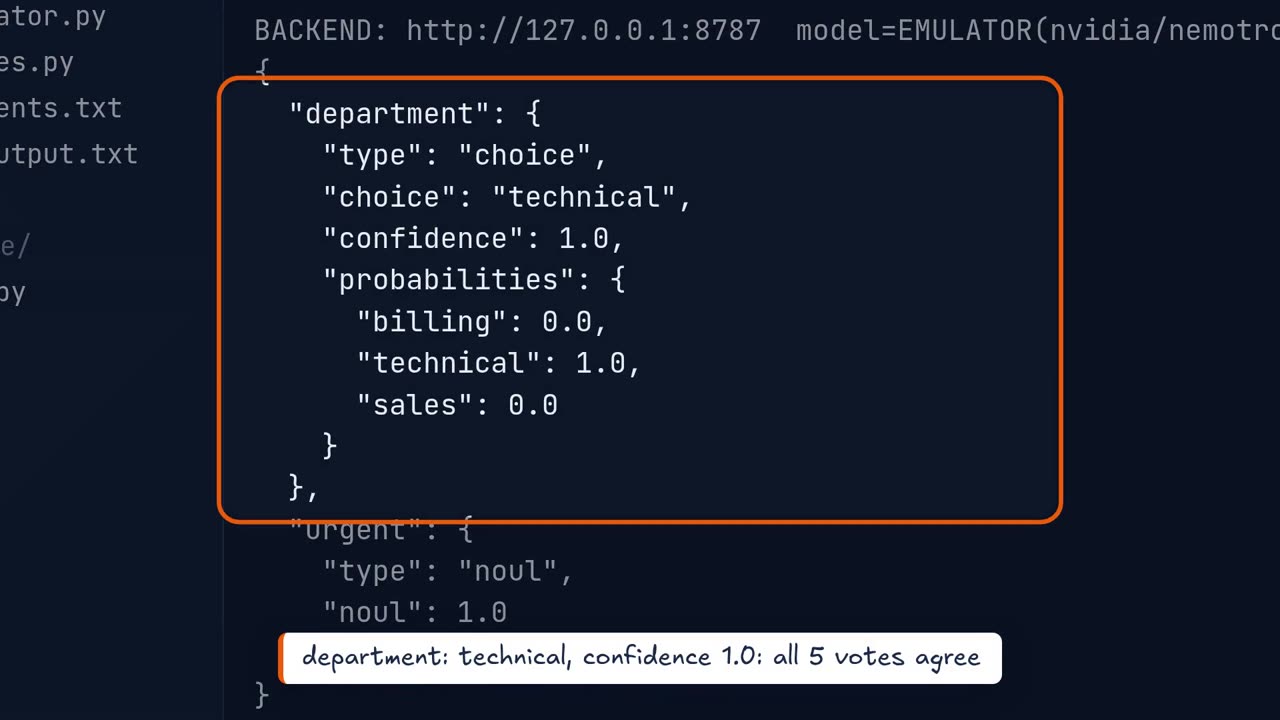 ator.py
es.py
ents.txt
utput.txt
e/
py
BACKEND: http://127.0.0.1:8787 model=EMULATOR(nvidia/nemotro
{
"department": {
"type": "choice",
"choice": "technical",
"confidence": 1.0,
"probabilities": {
"billing": 0.0,
"technical": 1.0,
"sales": 0.0
}
},
"urgent": {
"type": "noul",
"noul": 1.0
department: technical, confidence 1.0: all 5 votes agree
}